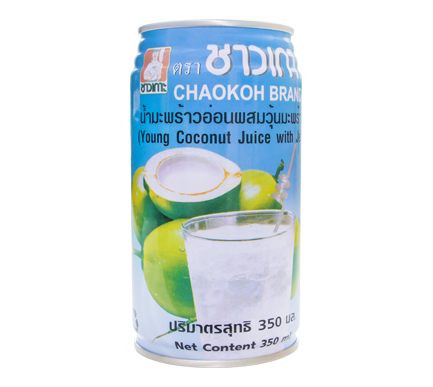 ชาวเกาะ
ตรา ชาวเกาะ
CHAOKOH BRAND
น้ำมะพร้าวอ่อนผสมวุ้นมะพร้
(Young Coconut Juice with J
ปริมาตรสุทธิ 350 มล.
Net Content 350 ml